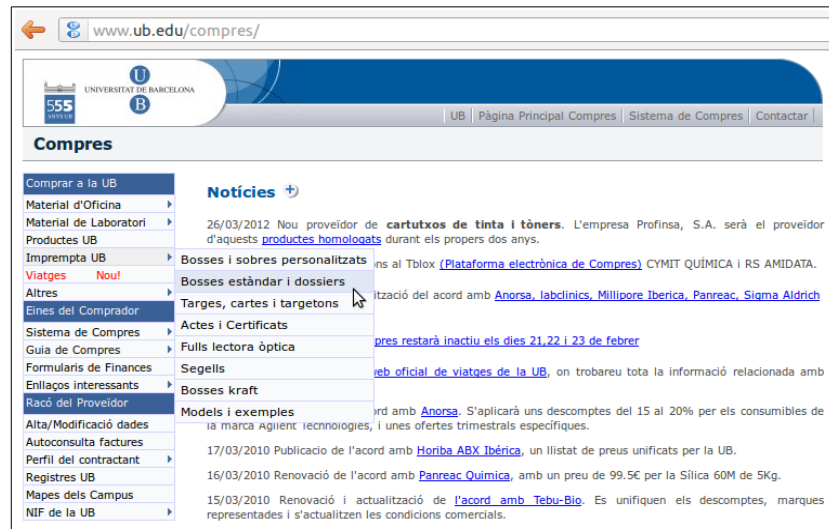 www.ub.edu/compres/
UNIVERSITAT DE BARCELONA
U
B
555
ANYS UB
UB | Pàgina Principal Compres | Sistema de Compres | Contactar |
Compres
Comprar a la UB
Material d'Oficina
Material de Laboratori
Productes UB
Imprempta UB
Viatges Nou!
Altres
Eines del Comprador
Sistema de Compres
Guia de Compres
Formularis de Finances
Enllaços interessants
Racó del Proveïdor
Alta/Modificació dades
Autoconsulta factures
Perfil del contractant
Registres UB
Mapes dels Campus
NIF de la UB
Bosses i sobres personalitzats
Bosses estàndar i dossiers
Targes, cartes i targetons
Actes i Certificats
Fulls lectora òptica
Segells
Bosses kraft
Models i exemples
Notícies
26/03/2012 Nou proveïdor de cartutxos de tinta i tòners. L'empresa Profinsa, S.A. serà el proveïdor
d'aquests productes homologats durant els propers dos anys.
ns al Tblox (Plataforma electrònica de Compres) CYMIT QUÍMICA i RS AMIDATA.
ització del acord amb Anorsa, labclinics, Millipore Iberica, Panreac, Sigma Aldrich
pres restarà inactiu els dies 21,22 i 23 de febrer
web oficial de viatges de la UB, on trobareu tota la informació relacionada amb
ord amb Anorsa. S'aplicarà uns descomptes del 15 al 20% per els consumibles de
la marca Agilent Technologies, i unes ofertes trimestrals específiques.
17/03/2010 Publicacio de l'acord amb Horiba ABX Ibérica, un llistat de preus unificats per la UB.
16/03/2010 Renovació de l'acord amb Panreac Quimica, amb un preu de 99.5€ per la Sílica 60M de 5Kg.
15/03/2010 Renovació i actualització de l'acord amb Tebu-Bio. Es unifiquen els descomptes, marques
representades i s'actualitzen les condicions comercials.